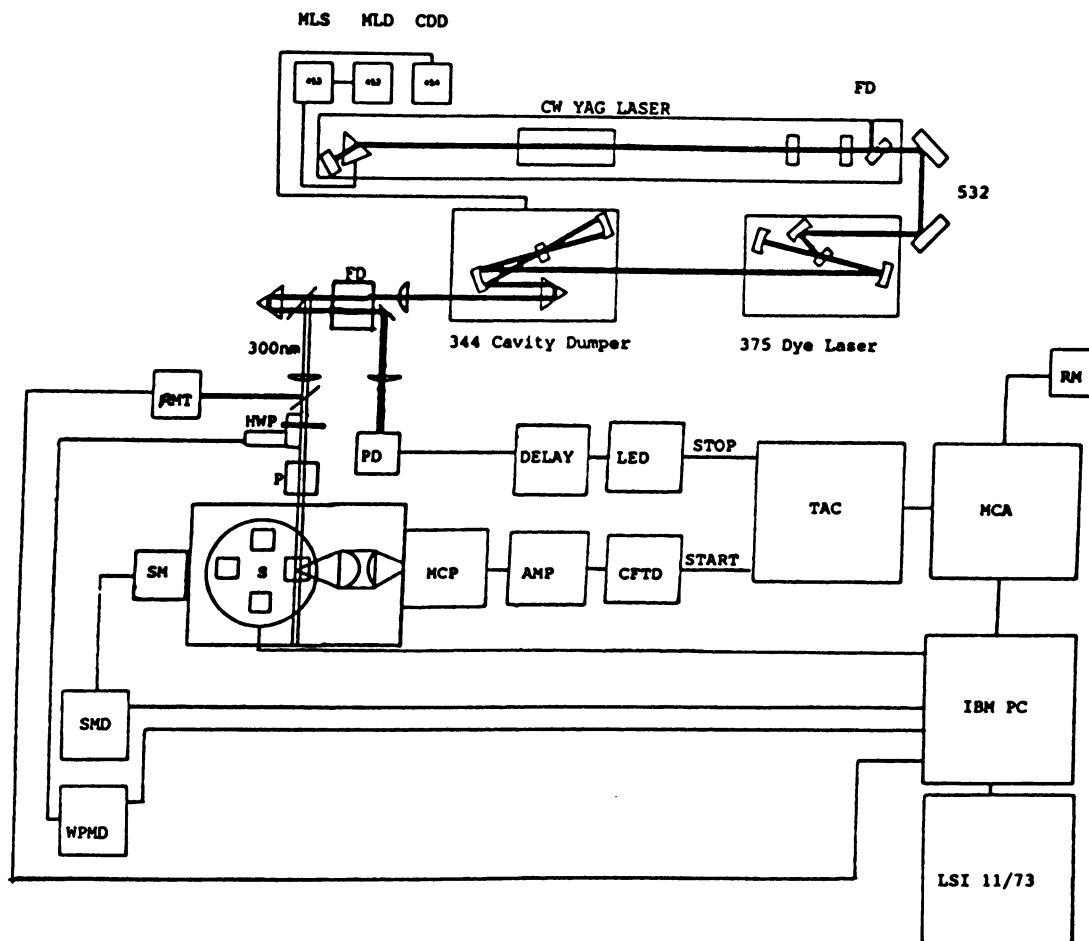 MLS MLD CDD
FD
CW YAG LASER
532
FD
344 Cavity Dumper
375 Dye Laser
300nm
RM
PMT
HWP
PD
DELAY
LED
STOP
P
TAC
MCA
SM
S
MCP
AMP
CFTD
START
SMD
IBM PC
WPMD
LSI 11/73